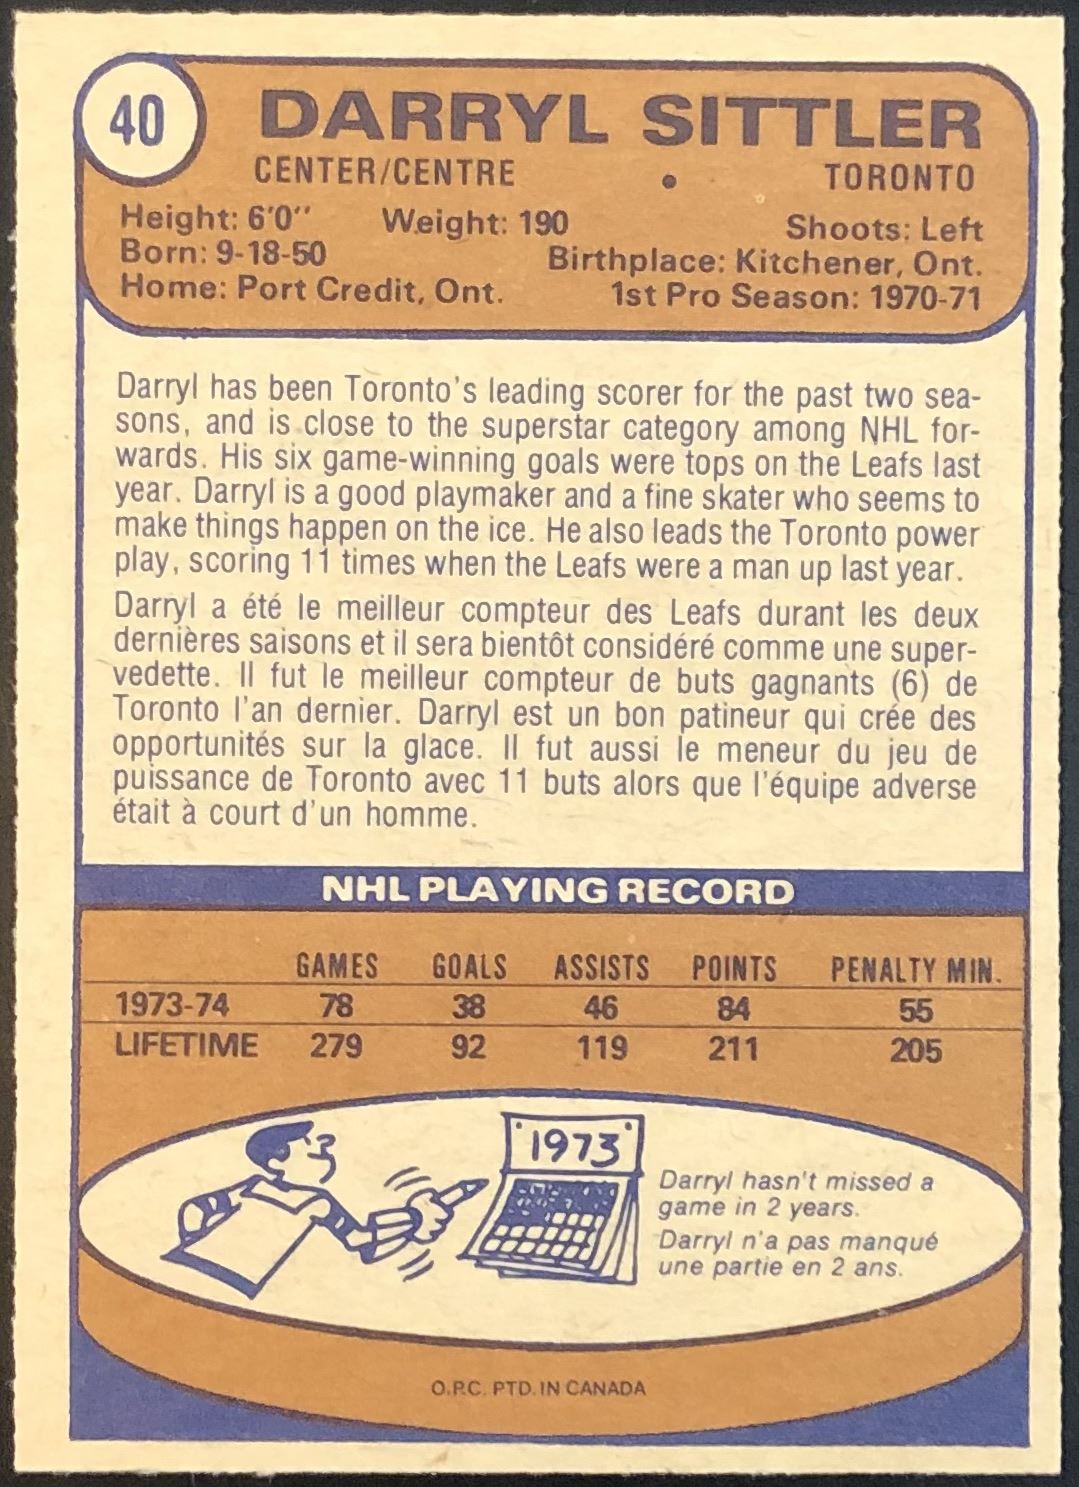 40
DARRYL SITTLER
CENTER/CENTRE • TORONTO
Height: 6'0" Weight: 190 Shoots: Left
Born: 9-18-50 Birthplace: Kitchener, Ont.
Home: Port Credit, Ont. 1st Pro Season: 1970-71
Darryl has been Toronto's leading scorer for the past two sea-
sons, and is close to the superstar category among NHL for-
wards. His six game-winning goals were tops on the Leafs last
year. Darryl is a good playmaker and a fine skater who seems to
make things happen on the ice. He also leads the Toronto power
play, scoring 11 times when the Leafs were a man up last year.
Darryl a été le meilleur compteur des Leafs durant les deux
dernières saisons et il sera bientôt considéré comme une super-
vedette. Il fut le meilleur compteur de buts gagnants (6) de
Toronto l'an dernier. Darryl est un bon patineur qui crée des
opportunités sur la glace. Il fut aussi le meneur du jeu de
puissance de Toronto avec 11 buts alors que l'équipe adverse
était à court d'un homme.
NHL PLAYING RECORD
GAMES GOALS ASSISTS POINTS PENALTY MIN.
1973-74 78 38 46 84 55
LIFETIME 279 92 119 211 205
1973
Darryl hasn't missed a
game in 2 years.
Darryl n'a pas manqué
une partie en 2 ans.
O.P.C. PTD. IN CANADA